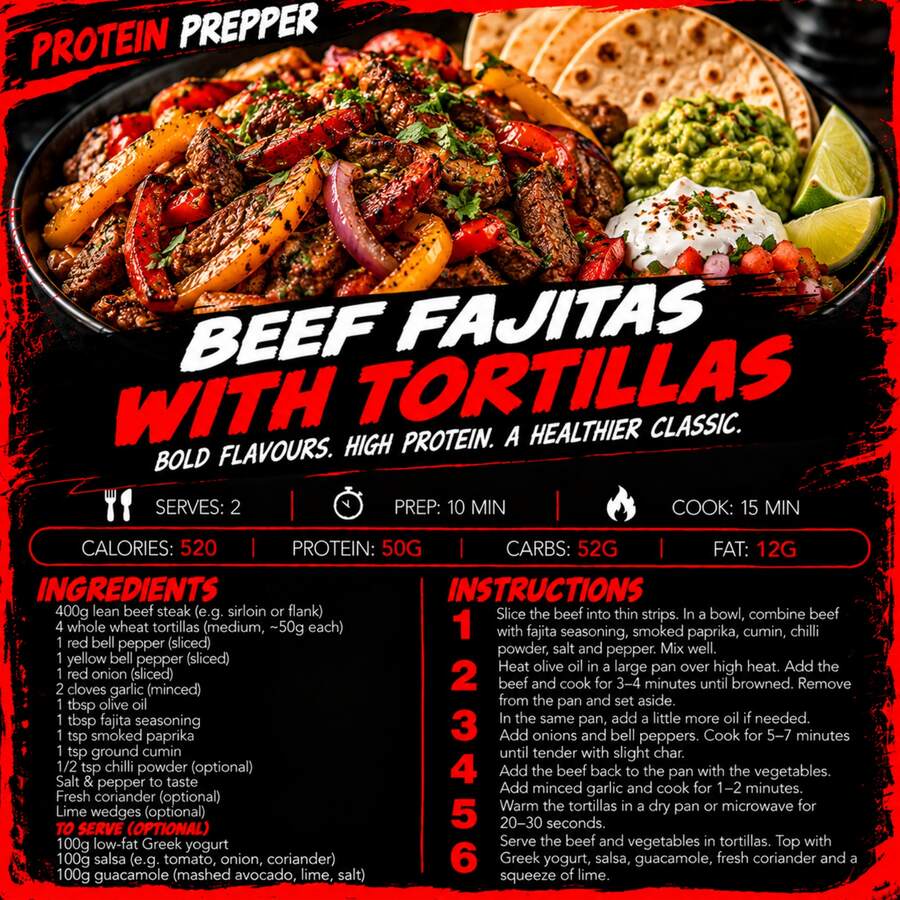 PROTEIN PREPPER
BEEF FAJITAS
WITH TORTILLAS
BOLD FLAVOURS. HIGH PROTEIN. A HEALTHIER CLASSIC.
SERVES: 2 PREP: 10 MIN COOK: 15 MIN
CALORIES: 520 PROTEIN: 50G CARBS: 52G FAT: 12G
INGREDIENTS
400g lean beef steak (e.g. sirloin or flank)
4 whole wheat tortillas (medium, ~50g each)
1 red bell pepper (sliced)
1 yellow bell pepper (sliced)
1 red onion (sliced)
2 cloves garlic (minced)
1 tbsp olive oil
1 tbsp fajita seasoning
1 tsp smoked paprika
1 tsp ground cumin
1/2 tsp chilli powder (optional)
Salt & pepper to taste
Fresh coriander (optional)
Lime wedges (optional)
TO SERVE (OPTIONAL)
100g low-fat Greek yogurt
100g salsa (e.g. tomato, onion, coriander)
100g guacamole (mashed avocado, lime, salt)
INSTRUCTIONS
1 Slice the beef into thin strips. In a bowl, combine beef
with fajita seasoning, smoked paprika, cumin, chilli
powder, salt and pepper. Mix well.
2 Heat olive oil in a large pan over high heat. Add the
beef and cook for 3–4 minutes until browned. Remove
from the pan and set aside.
3 In the same pan, add a little more oil if needed.
Add onions and bell peppers. Cook for 5–7 minutes
until tender with slight char.
4 Add the beef back to the pan with the vegetables.
Add minced garlic and cook for 1–2 minutes.
5 Warm the tortillas in a dry pan or microwave for
20–30 seconds.
6 Serve the beef and vegetables in tortillas. Top with
Greek yogurt, salsa, guacamole, fresh coriander and a
squeeze of lime.